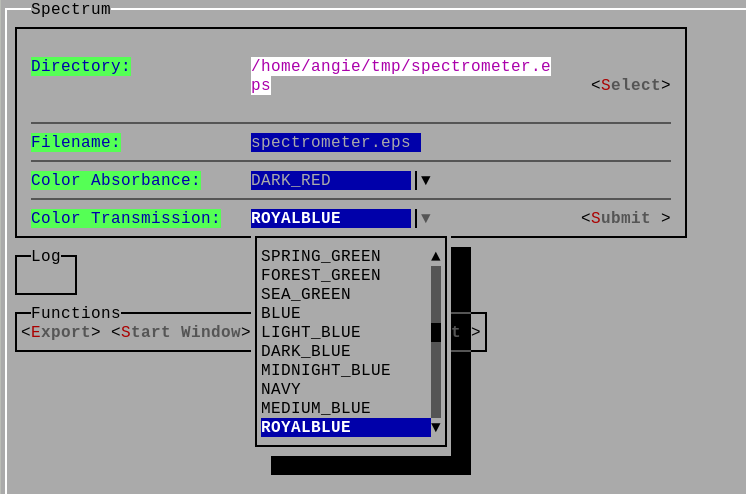 Spectrum
Directory: /home/angie/tmp/spectrometer.e
ps <Select>
Filename: spectrometer.eps
Color Absorbance: DARK_RED ▼
Color Transmission: ROYALBLUE ▼ <Submit >
Log
SPRING_GREEN ▲
FOREST_GREEN
SEA_GREEN
Functions
BLUE
<Export> <Start Window> LIGHT_BLUE t >
DARK_BLUE
MIDNIGHT_BLUE
NAVY
MEDIUM_BLUE
ROYALBLUE ▼